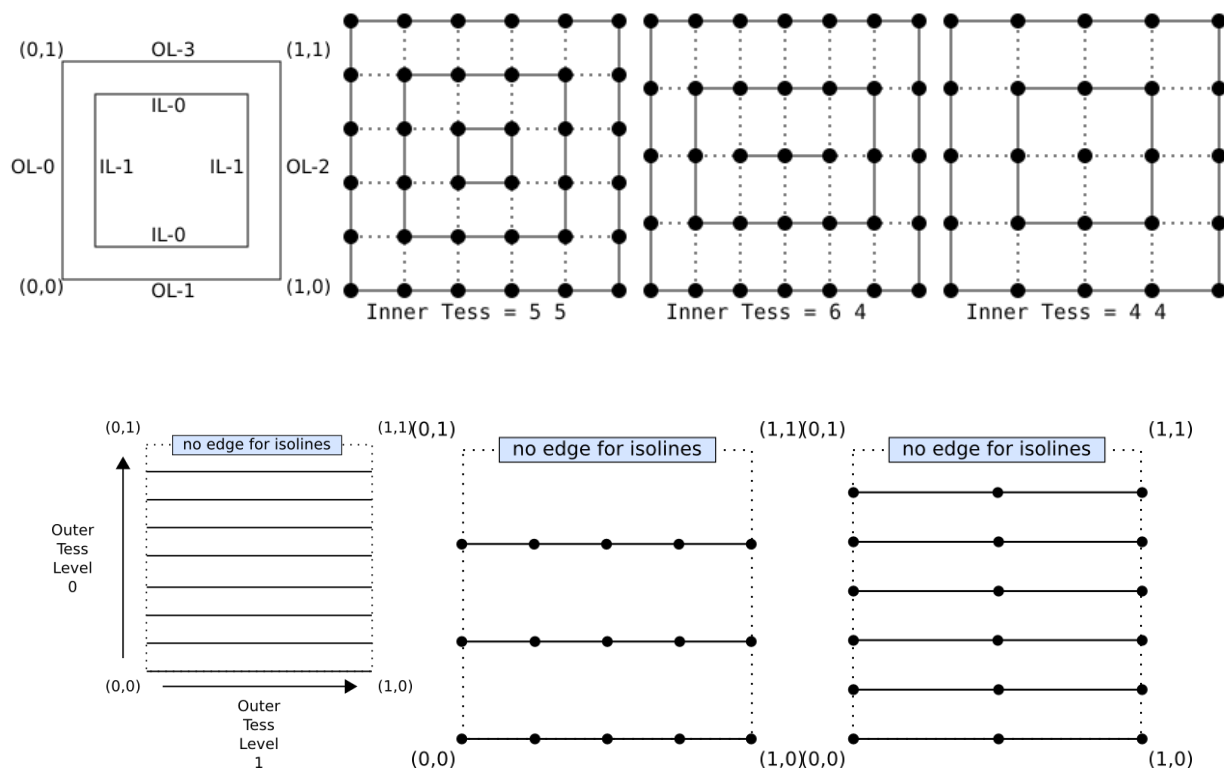 (0,1) OL-3 (1,1)
IL-0
OL-0 IL-1 IL-1 OL-2
IL-0
(0,0) OL-1 (1,0)
Inner Tess = 5 5
Inner Tess = 6 4
Inner Tess = 4 4
(0,1) (1,1)
no edge for isolines
Outer
Tess
Level
0
(0,0) (1,0)
Outer
Tess
Level
1
(0,1) (1,1)
no edge for isolines
(0,0) (1,0)
(0,1) (1,1)
no edge for isolines
(0,0) (1,0)